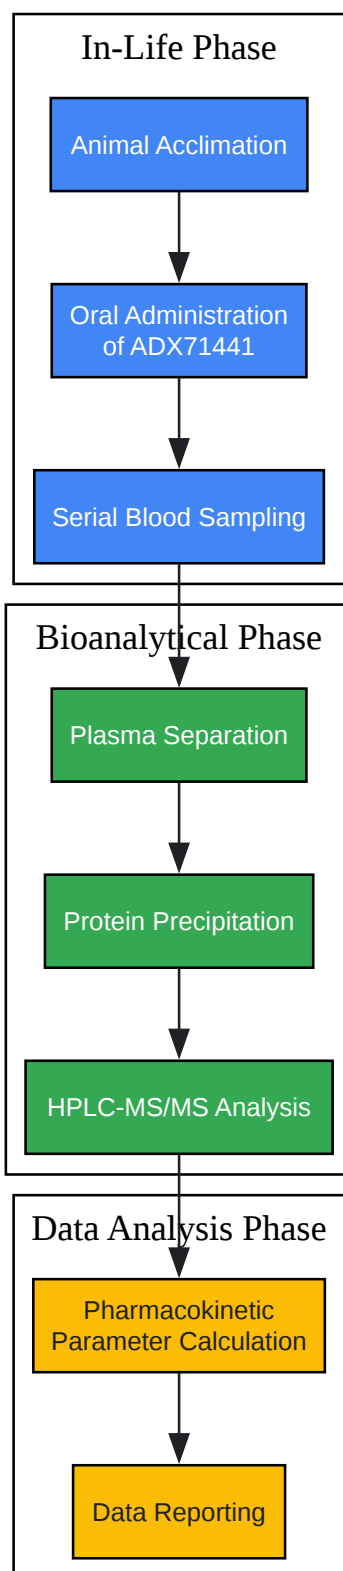 In-Life Phase
Animal Acclimation
Oral Administration
of ADX71441
Serial Blood Sampling
Bioanalytical Phase
Plasma Separation
Protein Precipitation
HPLC-MS/MS Analysis
Data Analysis Phase
Pharmacokinetic
Parameter Calculation
Data Reporting